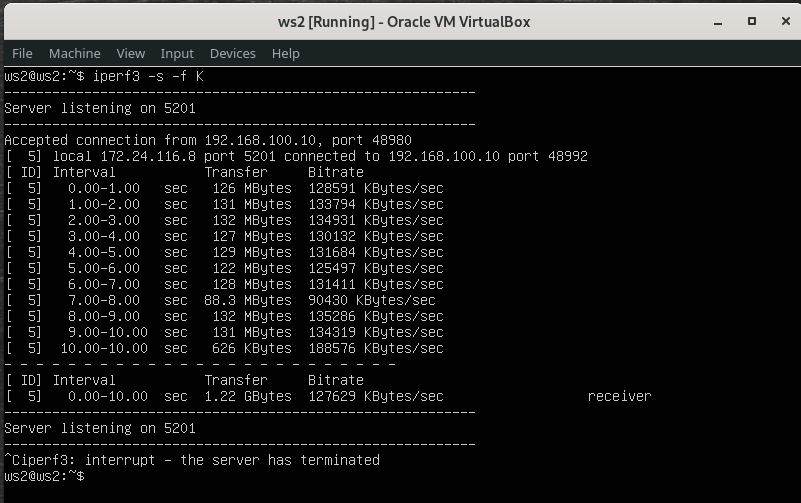 ws2 [Running] - Oracle VM VirtualBox
File Machine View Input Devices Help
ws2@ws2:~$ iperf3 -s -f K
-----------------------------------------------------------
Server listening on 5201
-----------------------------------------------------------
Accepted connection from 192.168.100.10, port 48980
[  5] local 172.24.116.8 port 5201 connected to 192.168.100.10 port 48992
[ ID] Interval           Transfer     Bitrate
[  5]   0.00-1.00   sec   126 MBytes  128591 KBytes/sec
[  5]   1.00-2.00   sec   131 MBytes  133794 KBytes/sec
[  5]   2.00-3.00   sec   132 MBytes  134931 KBytes/sec
[  5]   3.00-4.00   sec   127 MBytes  130132 KBytes/sec
[  5]   4.00-5.00   sec   129 MBytes  131684 KBytes/sec
[  5]   5.00-6.00   sec   122 MBytes  125497 KBytes/sec
[  5]   6.00-7.00   sec   128 MBytes  131411 KBytes/sec
[  5]   7.00-8.00   sec  88.3 MBytes  90430 KBytes/sec
[  5]   8.00-9.00   sec   132 MBytes  135286 KBytes/sec
[  5]   9.00-10.00  sec   131 MBytes  134319 KBytes/sec
[  5]  10.00-10.00  sec   626 KBytes  188576 KBytes/sec
- - - - - - - - - - - - - - - - - - - - - - - - -
[ ID] Interval           Transfer     Bitrate
[  5]   0.00-10.00  sec  1.22 GBytes  127629 KBytes/sec                  receiver
-----------------------------------------------------------
Server listening on 5201
-----------------------------------------------------------
^Ciperf3: interrupt - the server has terminated
ws2@ws2:~$